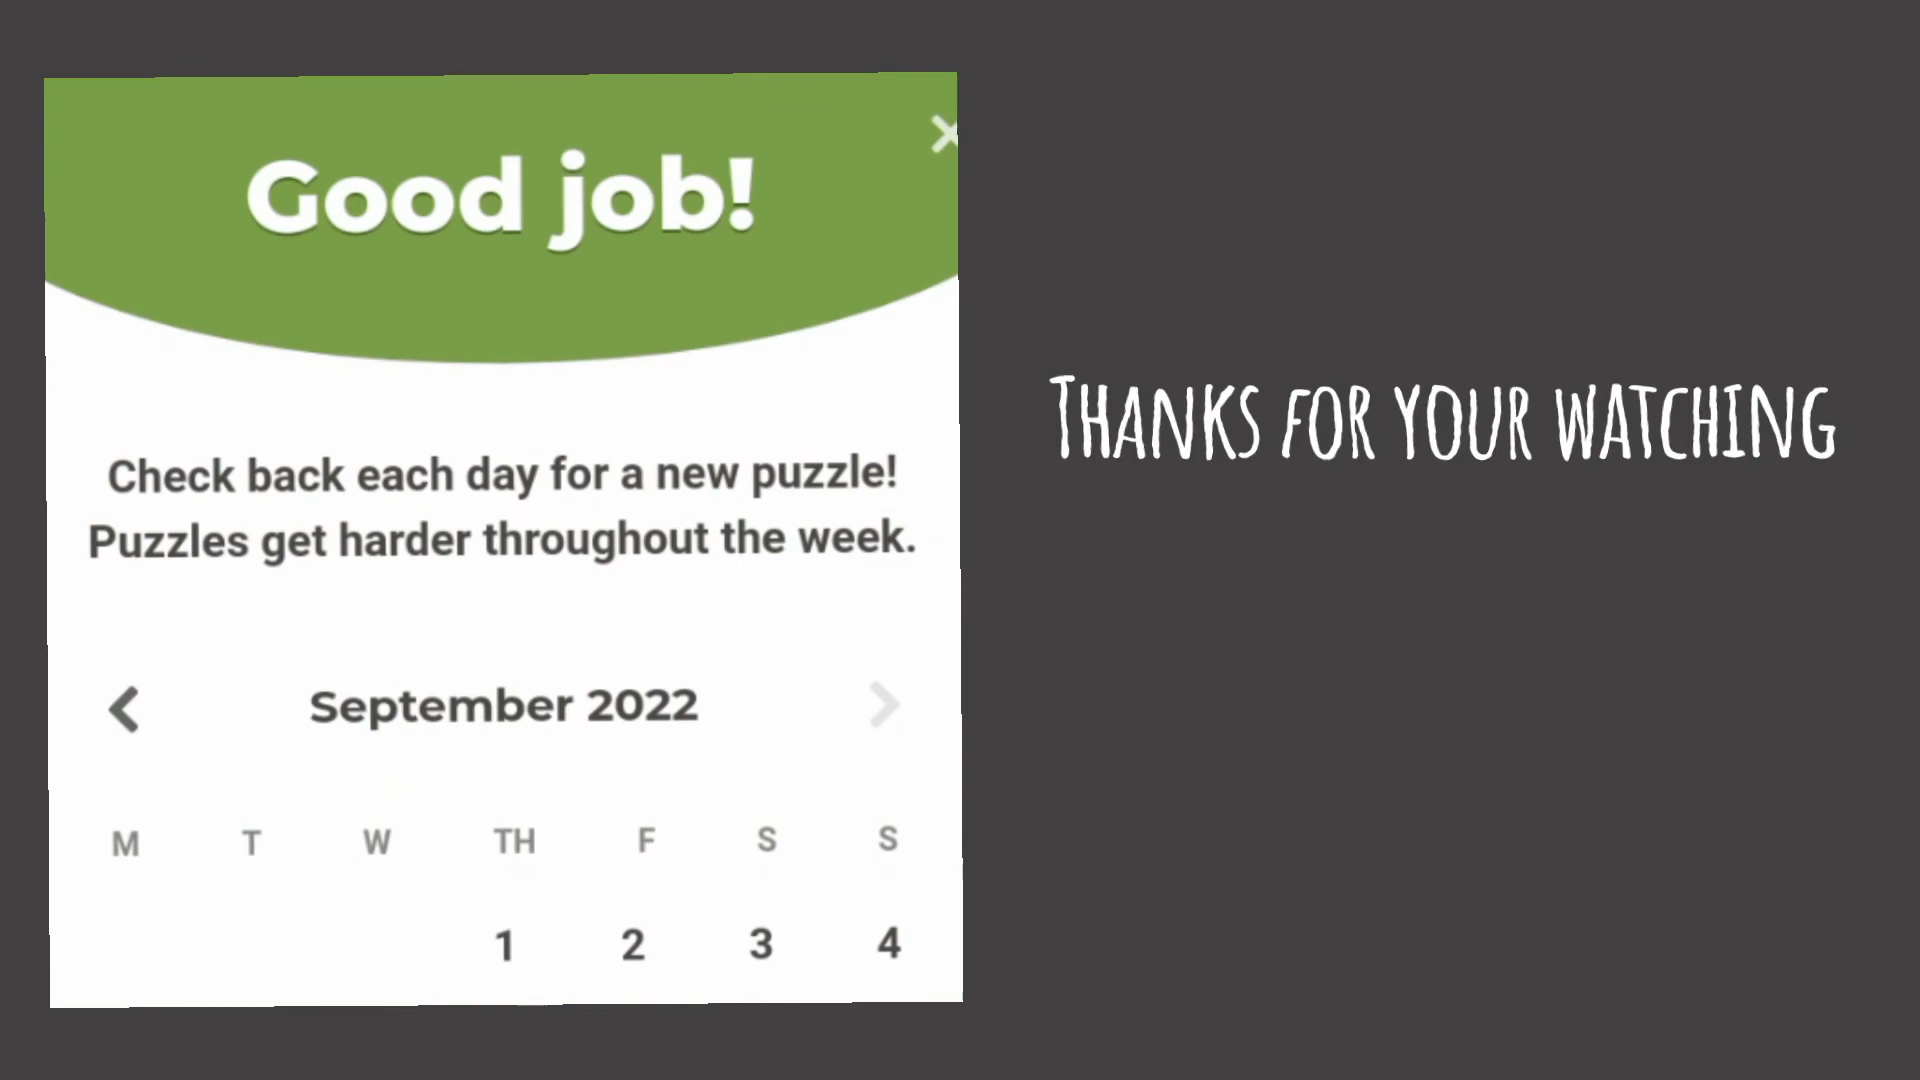 Good job!
Check back each day for a new puzzle!
Puzzles get harder throughout the week.
September 2022
M T W TH F S S
1 2 3 4
THANKS FOR YOUR WATCHING